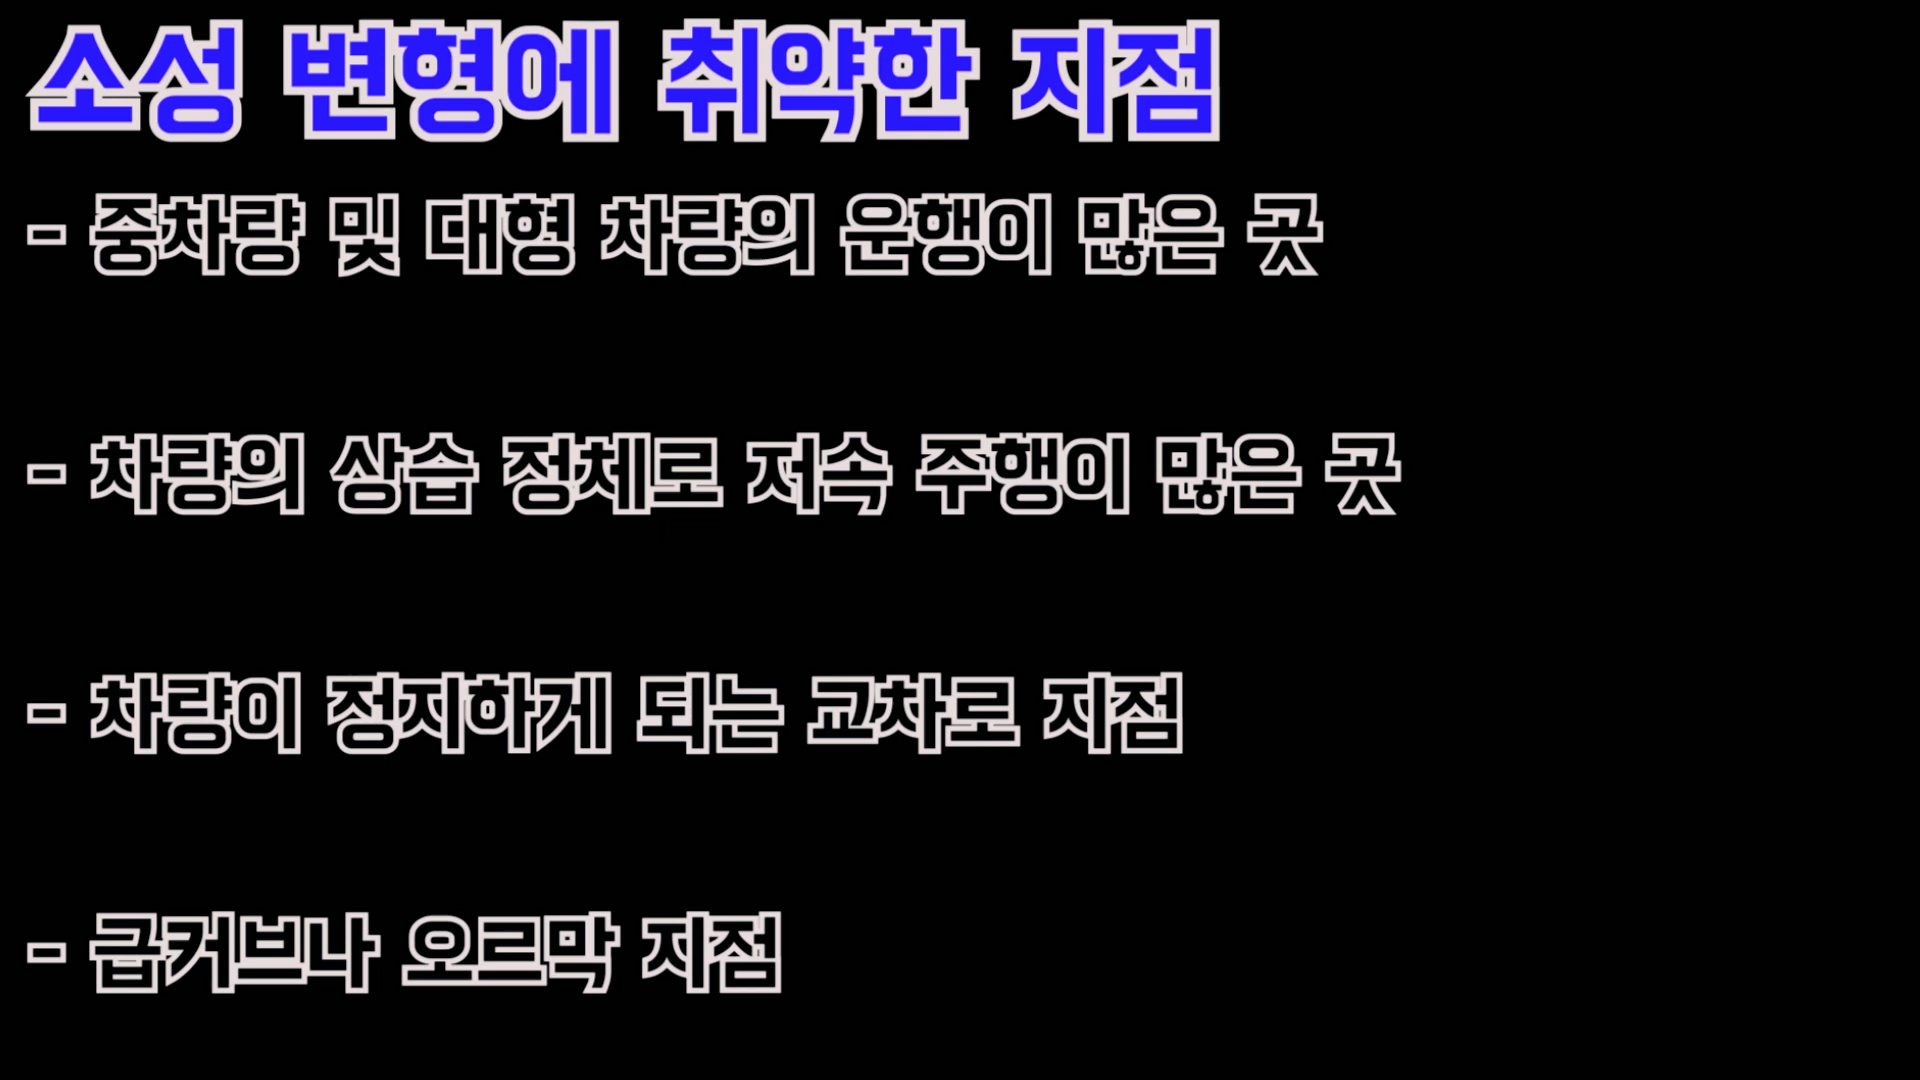 소성 변형에 취약한 지점
- 중차량 및 대형 차량의 운행이 많은 곳
- 차량의 상습 정체로 저속 주행이 많은 곳
- 차량이 정지하게 되는 교차로 지점
- 급커브나 오르막 지점